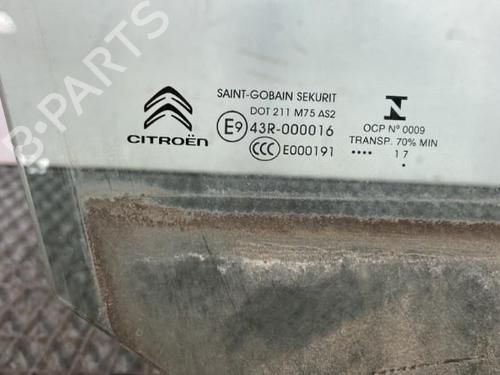 SAINT-GOBAIN SEKURIT
DOT 211 M75 AS2
E9 43R-000016
CCC E000191
CITROËN
N
OCP Nº 0009
TRANSP. 70% MIN
.... 17
.